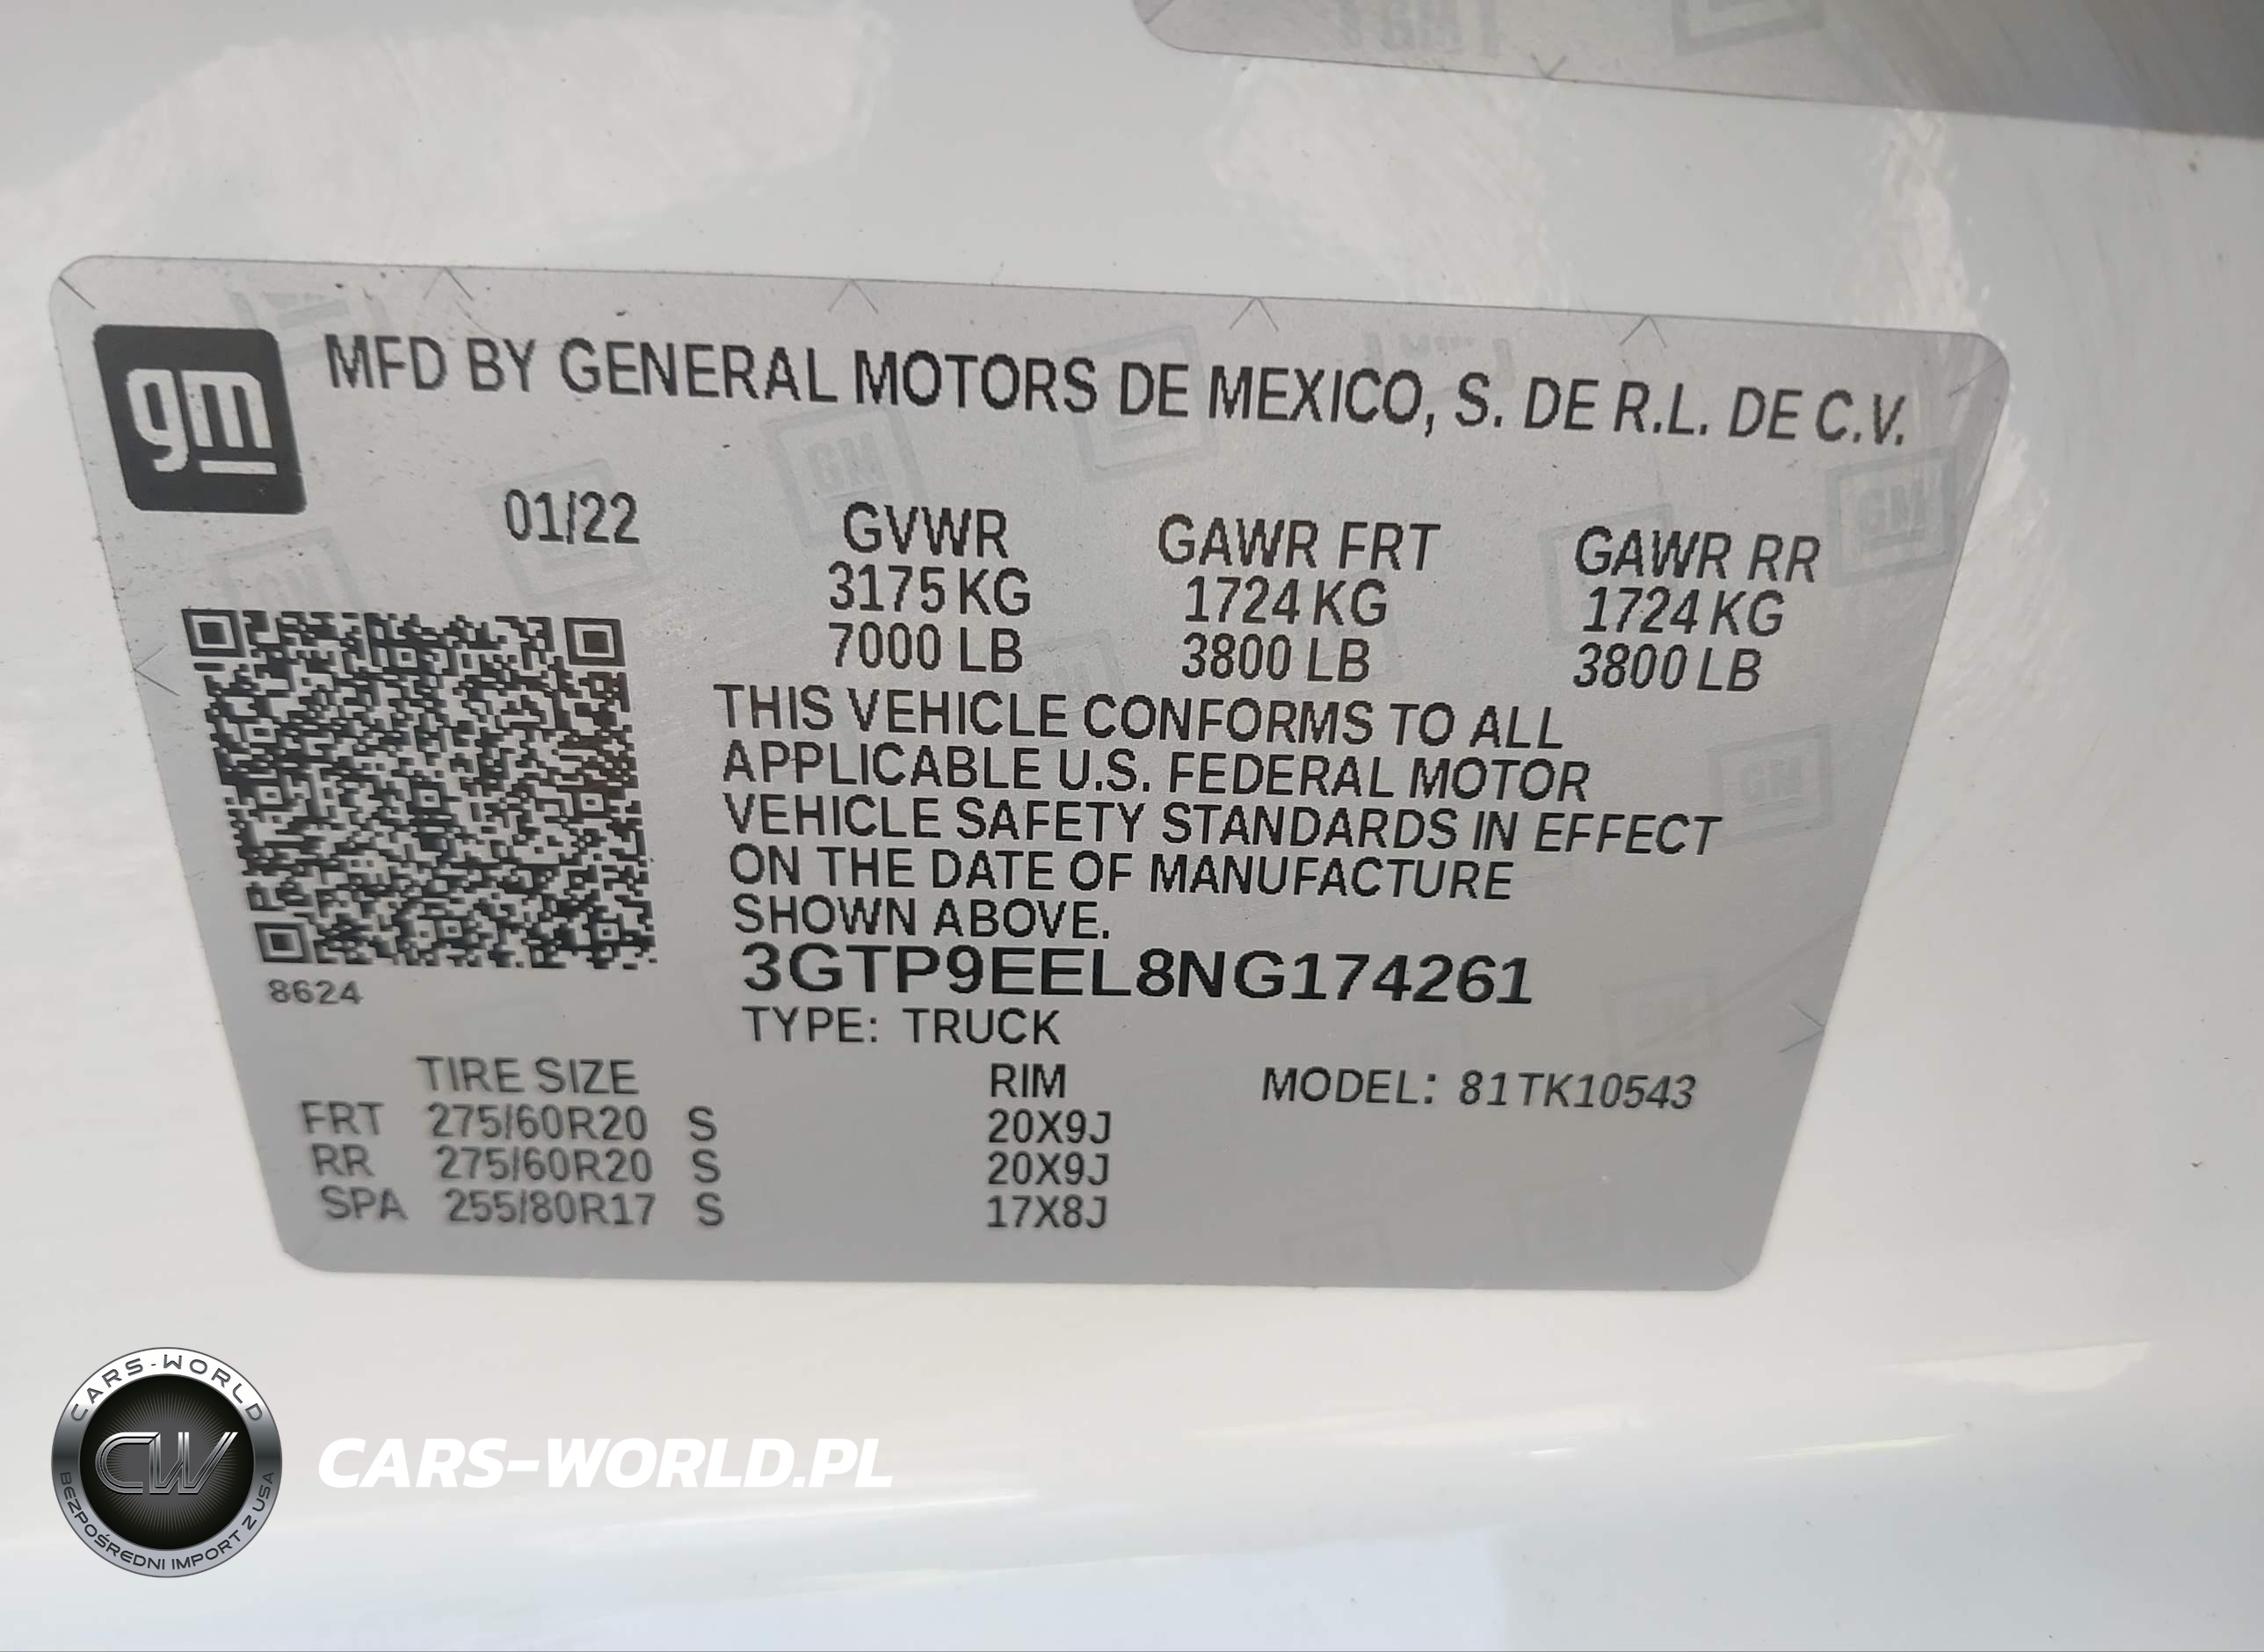 gm
MFD BY GENERAL MOTORS DE MEXICO, S. DE R.L. DE C.V.
01/22
GVWR GAWR FRT GAWR RR
3175 KG 1724 KG 1724 KG
7000 LB 3800 LB 3800 LB
THIS VEHICLE CONFORMS TO ALL
APPLICABLE U.S. FEDERAL MOTOR
VEHICLE SAFETY STANDARDS IN EFFECT
ON THE DATE OF MANUFACTURE
SHOWN ABOVE.
3GTP9EEL8NG174261
8624
TYPE: TRUCK
TIRE SIZE RIM MODEL: 81TK10543
FRT 275/60R20 S 20X9J
RR 275/60R20 S 20X9J
SPA 255/80R17 S 17X8J
CARS-WORLD
CW
BEZPOŚREDNI IMPORT Z USA
CARS-WORLD.PL